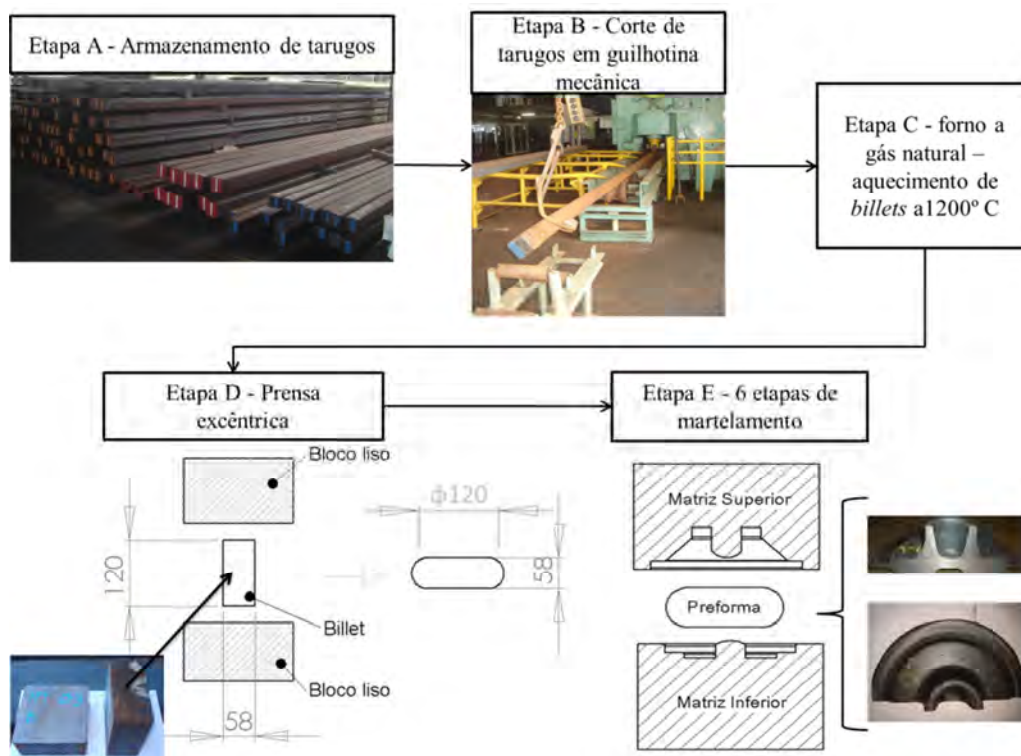 Etapa A - Armazenamento de tarugos
Etapa B - Corte de
tarugos em guilhotina
mecânica
Etapa C - forno a
gás natural –
aquecimento de
billets a1200º C
Etapa D - Prensa
excêntrica
Etapa E - 6 etapas de
martelamento
Bloco liso
120
Billet
Bloco liso
58
ϕ120
58
Matriz Superior
Preforma
Matriz Inferior